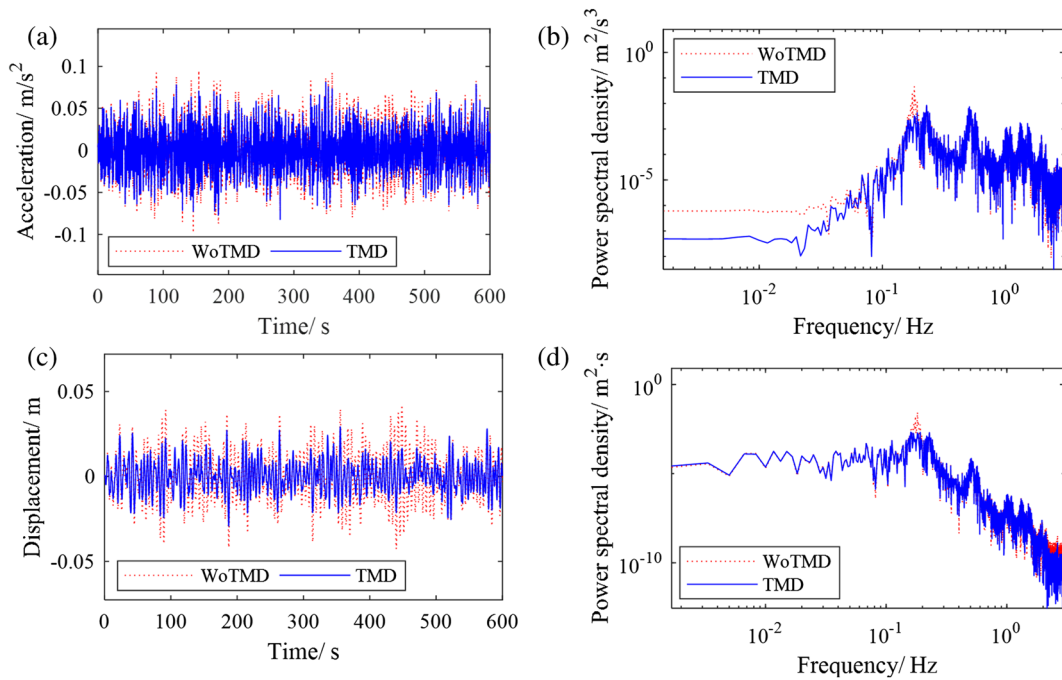 (a)
Acceleration/ m/s²
0.1
0.05
0
-0.05
-0.1
WoTMD
TMD
0 100 200 300 400 500 600
Time/ s
(b)
Power spectral density/ m²/s³
10⁰
10⁻⁵
WoTMD
TMD
10⁻² 10⁻¹ 10⁰
Frequency/ Hz
(c)
Displacement/ m
0.05
0
-0.05
WoTMD
TMD
0 100 200 300 400 500 600
Time/ s
(d)
Power spectral density/ m²·s
10⁰
10⁻¹⁰
WoTMD
TMD
10⁻² 10⁻¹ 10⁰
Frequency/ Hz